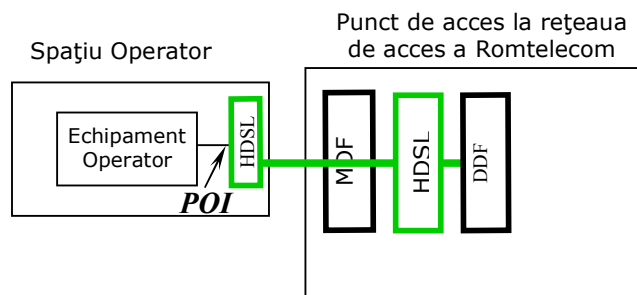 Spaţiu Operator
Punct de acces la reţeaua
de acces a Romtelecom
Echipament
Operator
HDSL
POI
MDF
HDSL
DDF